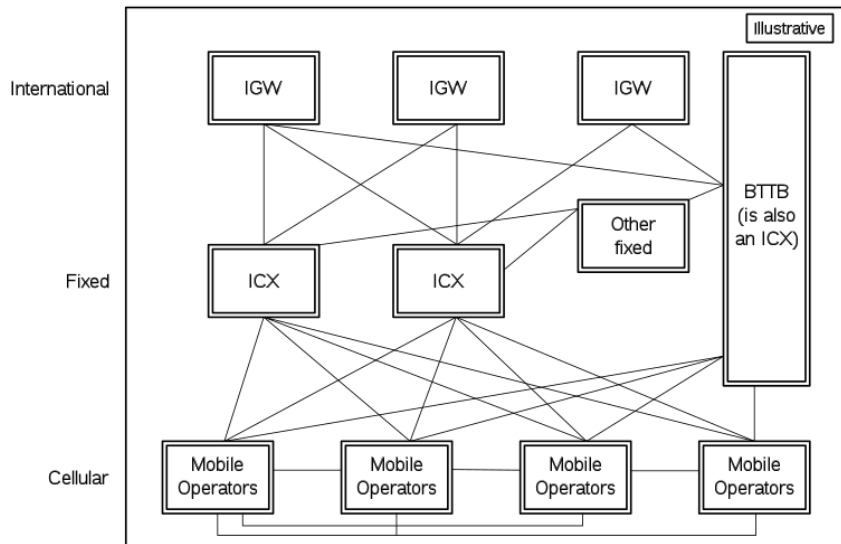 Illustrative
International
IGW
IGW
IGW
BTTB
(is also
an ICX)
Other
fixed
Fixed
ICX
ICX
Cellular
Mobile
Operators
Mobile
Operators
Mobile
Operators
Mobile
Operators